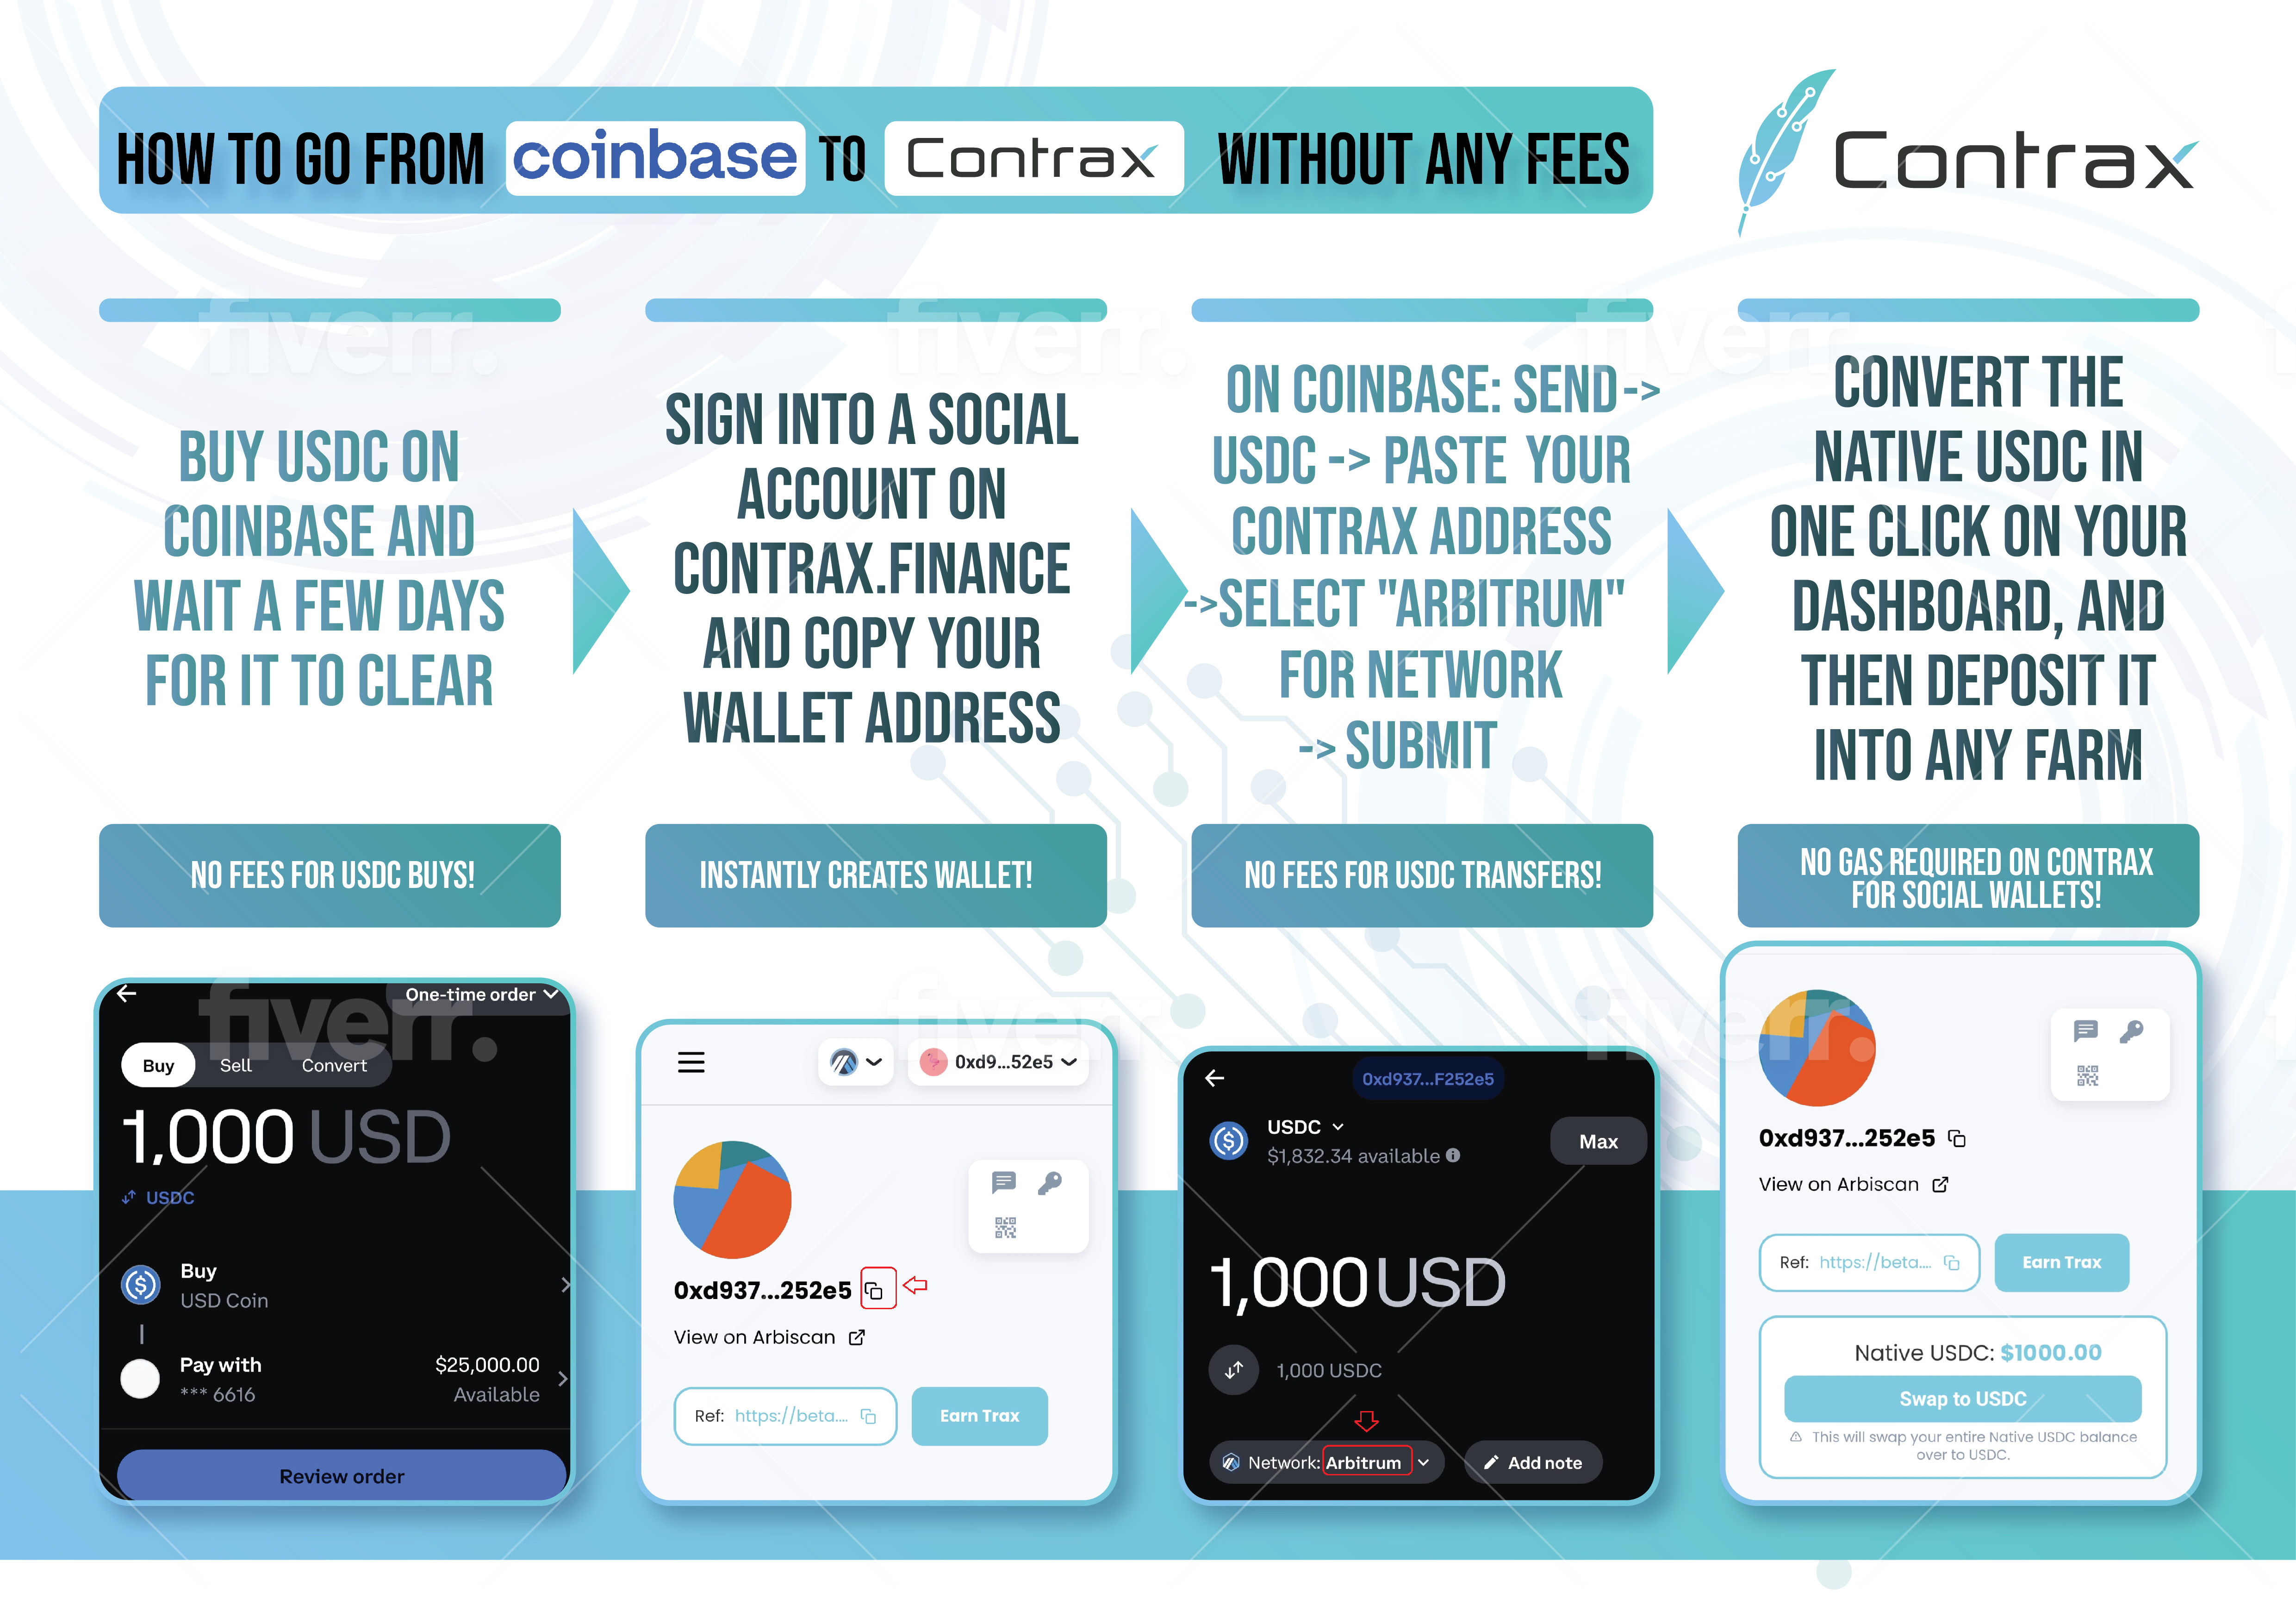 HOW TO GO FROM coinbase TO Contrax WITHOUT ANY FEES
Contrax
BUY USDC ON
COINBASE AND
WAIT A FEW DAYS
FOR IT TO CLEAR
NO FEES FOR USDC BUYS!
SIGN INTO A SOCIAL
ACCOUNT ON
CONTRAX.FINANCE
AND COPY YOUR
WALLET ADDRESS
INSTANTLY CREATES WALLET!
ON COINBASE: SEND ->
USDC -> PASTE YOUR
CONTRAX ADDRESS
->SELECT "ARBITRUM"
FOR NETWORK
-> SUBMIT
NO FEES FOR USDC TRANSFERS!
CONVERT THE
NATIVE USDC IN
ONE CLICK ON YOUR
DASHBOARD, AND
THEN DEPOSIT IT
INTO ANY FARM
NO GAS REQUIRED ON CONTRAX
FOR SOCIAL WALLETS!
One-time order
Buy Sell Convert
1,000 USD
USDC
Buy
USD Coin
Pay with $25,000.00
*** 6616 Available
Review order
0xd9...52e5
0xd937...252e5
View on Arbiscan
Ref: https://beta.... Earn Trax
0xd937...F252e5
USDC
$1,832.34 available
Max
1,000 USD
1,000 USDC
Network: Arbitrum Add note
0xd937...252e5
View on Arbiscan
Ref: https://beta.... Earn Trax
Native USDC: $1000.00
Swap to USDC
This will swap your entire Native USDC balance
over to USDC.
fiverr.
fiverr.
fiverr.
fiverr.
fiverr.
fiverr.